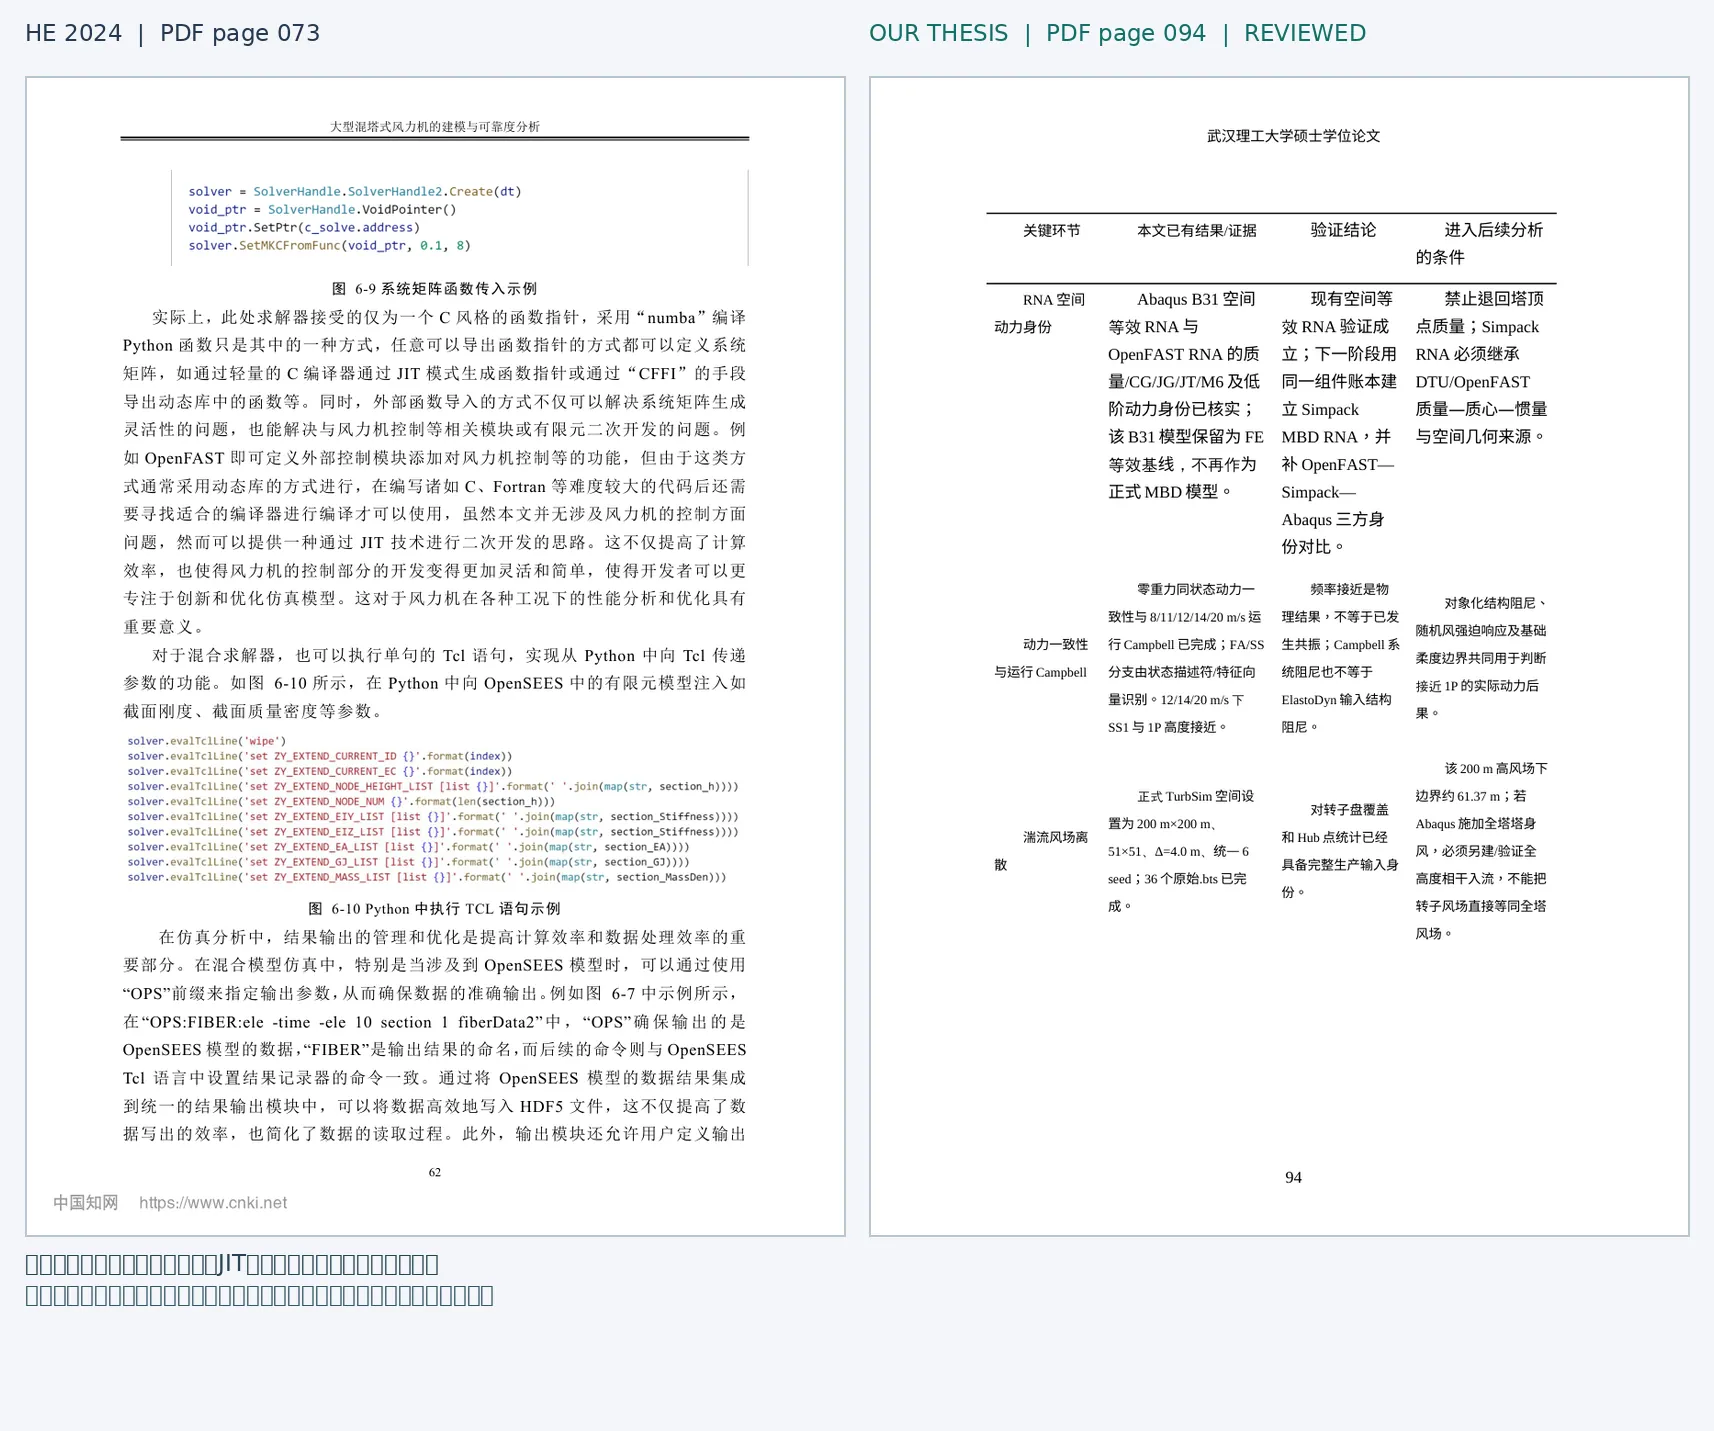 HE 2024 | PDF page 073
大型混塔式风力机的建模与可靠度分析
solver = SolverHandle.SolverHandle2.Create(dt)
void_ptr = SolverHandle.VoidPointer()
void_ptr.SetPtr(c_solve.address)
solver.SetMKCFromFunc(void_ptr, 0.1, 8)
图 6-9 系统矩阵函数传入示例
实际上，此处求解器接受的仅为一个 C 风格的函数指针，采用“numba”编译
Python 函数只是其中的一种方式，任意可以导出函数指针的方式都可以定义系统
矩阵，如通过轻量的 C 编译器通过 JIT 模式生成函数指针或通过“CFFI”的手段
导出动态库中的函数等。同时，外部函数导入的方式不仅可以解决系统矩阵生成
灵活性的问题，也能解决与风力机控制等相关模块或有限元二次开发的问题。例
如 OpenFAST 即可定义外部控制模块添加对风力机控制等的功能，但由于这类方
式通常采用动态库的方式进行，在编写诸如 C、Fortran 等难度较大的代码后还需
要寻找适合的编译器进行编译才可以使用，虽然本文并无涉及风力机的控制方面
问题，然而可以提供一种通过 JIT 技术进行二次开发的思路。这不仅提高了计算
效率，也使得风力机的控制部分的开发变得更加灵活和简单，使得开发者可以更
专注于创新和优化仿真模型。这对于风力机在各种工况下的性能分析和优化具有
重要意义。
对于混合求解器，也可以执行单句的 Tcl 语句，实现从 Python 中向 Tcl 传递
参数的功能。如图 6-10 所示，在 Python 中向 OpenSEES 中的有限元模型注入如
截面刚度、截面质量密度等参数。
solver.evalTclLine('wipe')
solver.evalTclLine('set ZY_EXTEND_CURRENT_ID {}'.format(index))
solver.evalTclLine('set ZY_EXTEND_CURRENT_EC {}'.format(index))
solver.evalTclLine('set ZY_EXTEND_NODE_HEIGHT_LIST [list {}]'.format(' '.join(map(str, section_h))))
solver.evalTclLine('set ZY_EXTEND_NODE_NUM {}'.format(len(section_h)))
solver.evalTclLine('set ZY_EXTEND_EIY_LIST [list {}]'.format(' '.join(map(str, section_Stiffness))))
solver.evalTclLine('set ZY_EXTEND_EIZ_LIST [list {}]'.format(' '.join(map(str, section_Stiffness))))
solver.evalTclLine('set ZY_EXTEND_EA_LIST [list {}]'.format(' '.join(map(str, section_EA))))
solver.evalTclLine('set ZY_EXTEND_GJ_LIST [list {}]'.format(' '.join(map(str, section_GJ))))
solver.evalTclLine('set ZY_EXTEND_MASS_LIST [list {}]'.format(' '.join(map(str, section_MassDen)))
图 6-10 Python 中执行 TCL 语句示例
在仿真分析中，结果输出的管理和优化是提高计算效率和数据处理效率的重
要部分。在混合模型仿真中，特别是当涉及到 OpenSEES 模型时，可以通过使用
“OPS”前缀来指定输出参数，从而确保数据的准确输出。例如图 6-7 中示例所示，
在“OPS:FIBER:ele -time -ele 10 section 1 fiberData2”中，“OPS”确保输出的是
OpenSEES 模型的数据，“FIBER”是输出结果的命名，而后续的命令则与 OpenSEES
Tcl 语言中设置结果记录器的命令一致。通过将 OpenSEES 模型的数据结果集成
到统一的结果输出模块中，可以将数据高效地写入 HDF5 文件，这不仅提高了数
据写出的效率，也简化了数据的读取过程。此外，输出模块还允许用户定义输出
62
中国知网 https://www.cnki.net
JIT
OUR THESIS | PDF page 094 | REVIEWED
武汉理工大学硕士学位论文
关键环节
本文已有结果/证据
验证结论
进入后续分析
的条件
RNA 空间
动力身份
Abaqus B31 空间
等效 RNA 与
OpenFAST RNA 的质
量/CG/JG/JT/M6 及低
阶动力身份已核实；
该 B31 模型保留为 FE
等效基线，不再作为
正式 MBD 模型。
现有空间等
效 RNA 验证成
立；下一阶段用
同一组件账本建
立 Simpack
MBD RNA，并
补 OpenFAST—
Simpack—
Abaqus 三方身
份对比。
禁止退回塔顶
点质量；Simpack
RNA 必须继承
DTU/OpenFAST
质量—质心—惯量
与空间几何来源。
动力一致性
与运行 Campbell
零重力同状态动力一
致性与 8/11/12/14/20 m/s 运
行 Campbell 已完成；FA/SS
分支由状态描述符/特征向
量识别。12/14/20 m/s 下
SS1 与 1P 高度接近。
频率接近是物
理结果，不等于已发
生共振；Campbell 系
统阻尼也不等于
ElastoDyn 输入结构
阻尼。
对象化结构阻尼、
随机风强迫响应及基础
柔度边界共同用于判断
接近 1P 的实际动力后
果。
湍流风场离
散
正式 TurbSim 空间设
置为 200 m×200 m、
51×51、Δ=4.0 m、统一 6
seed；36 个原始.bts 已完
成。
对转子盘覆盖
和 Hub 点统计已经
具备完整生产输入身
份。
该 200 m 高风场下
边界约 61.37 m；若
Abaqus 施加全塔塔身
风，必须另建/验证全
高度相干入流，不能把
转子风场直接等同全塔
风场。
94